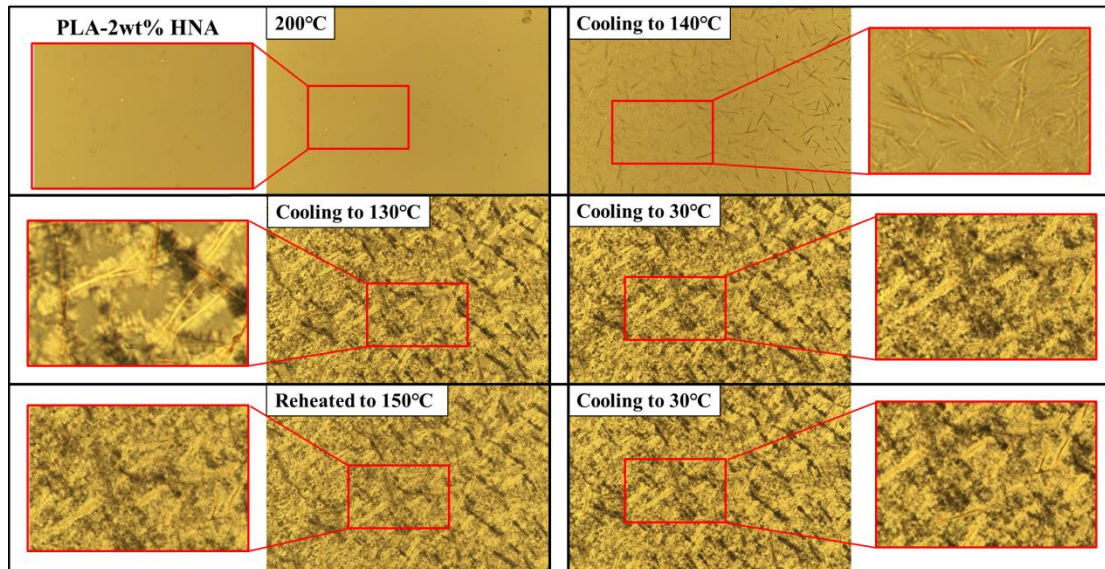 PLA-2wt% HNA
200℃
Cooling to 140℃
Cooling to 130℃
Cooling to 30℃
Reheated to 150℃
Cooling to 30℃